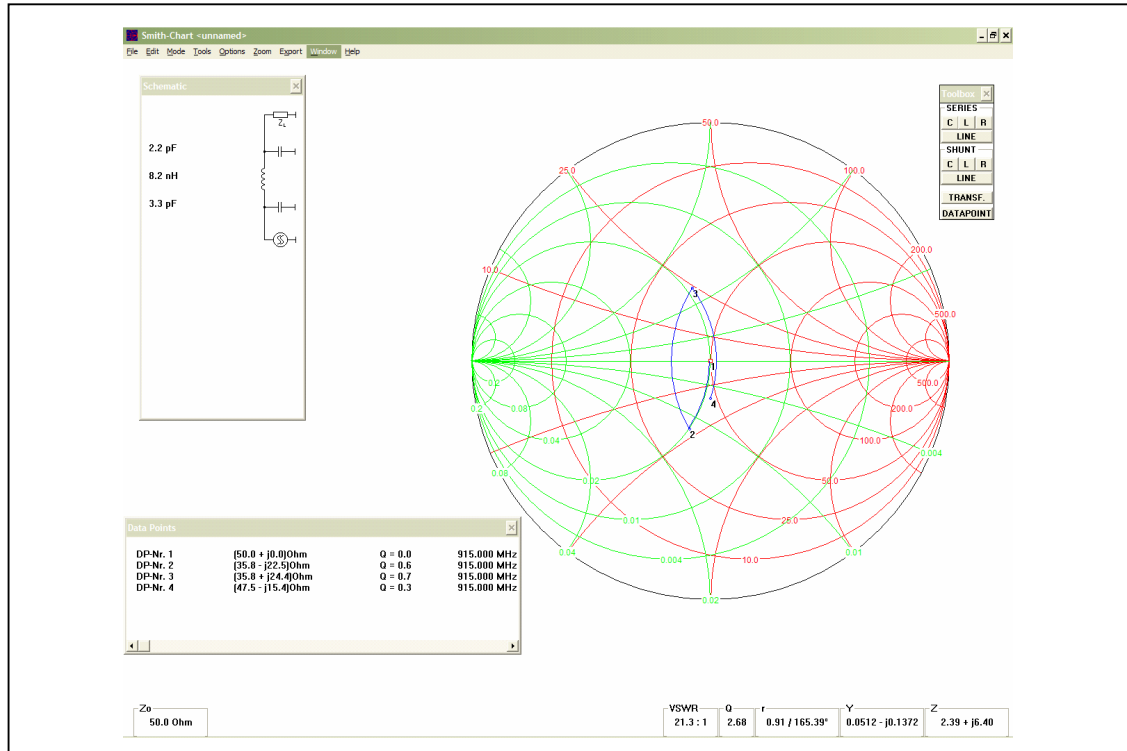 Smith-Chart <unnamed>
File Edit Mode Tools Options Zoom Export Window Help
Schematic
Z L
2.2 pF
8.2 nH
3.3 pF
Toolbox
SERIES
C L R
LINE
SHUNT
C L R
LINE
TRANSF.
DATAPOINT
50.0
25.0 100.0
10.0 200.0
500.0
3
1
4
2
0.2 500.0
0.2 0.08 200.0
0.04 100.0 0.004
0.08
0.02 50.0
0.01 25.0
0.04 0.004 10.0 0.01
0.02
Data Points
DP-Nr. 1 (50.0 + j0.0)Ohm Q = 0.0 915.000 MHz
DP-Nr. 2 (35.8 - j22.5)Ohm Q = 0.6 915.000 MHz
DP-Nr. 3 (35.8 + j24.4)Ohm Q = 0.7 915.000 MHz
DP-Nr. 4 (47.5 - j15.4)Ohm Q = 0.3 915.000 MHz
Zo VSWR Q r Y Z
50.0 Ohm 21.3 : 1 2.68 0.91 / 165.39° 0.0512 - j0.1372 2.39 + j6.40